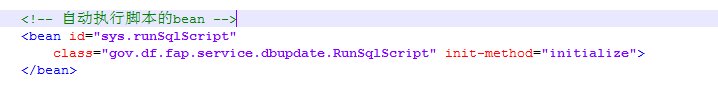 <!-- 自动执行脚本的bean -->
<bean id="sys.runSqlScript"
class="gov.df.fap.service.dbupdate.RunSqlScript" init-method="initialize">
</bean>